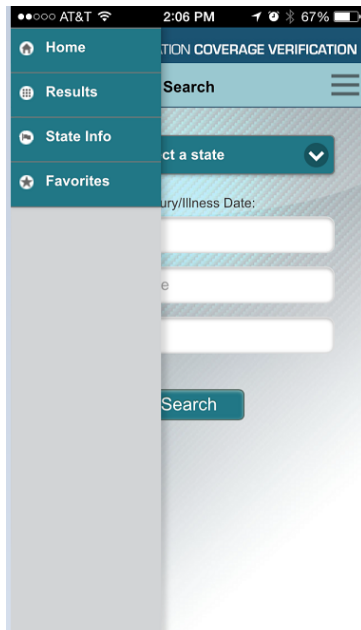 AT&T 2:06 PM 67%
Home
Results
State Info
Favorites
TION COVERAGE VERIFICATION
Search
ct a state
ury/Illness Date:
e
Search